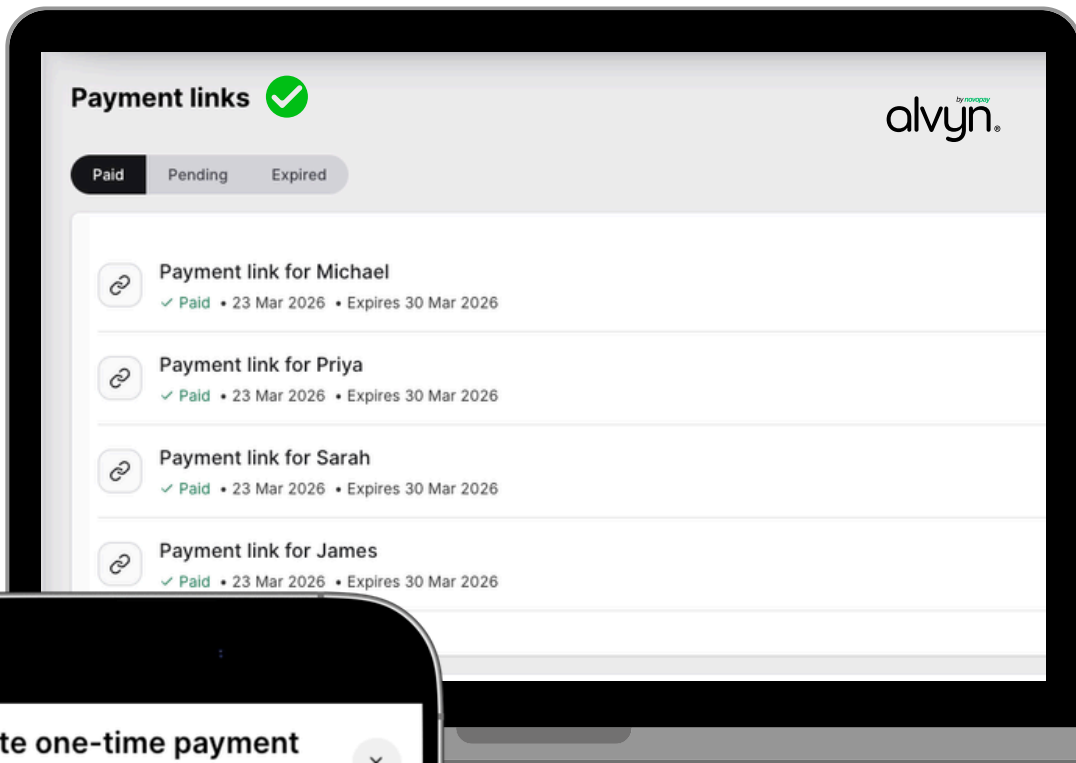 Payment links
by novopay
alvyn.®
Paid Pending Expired
Payment link for Michael
Paid • 23 Mar 2026 • Expires 30 Mar 2026
Payment link for Priya
Paid • 23 Mar 2026 • Expires 30 Mar 2026
Payment link for Sarah
Paid • 23 Mar 2026 • Expires 30 Mar 2026
Payment link for James
Paid • 23 Mar 2026 • Expires 30 Mar 2026
te one-time payment